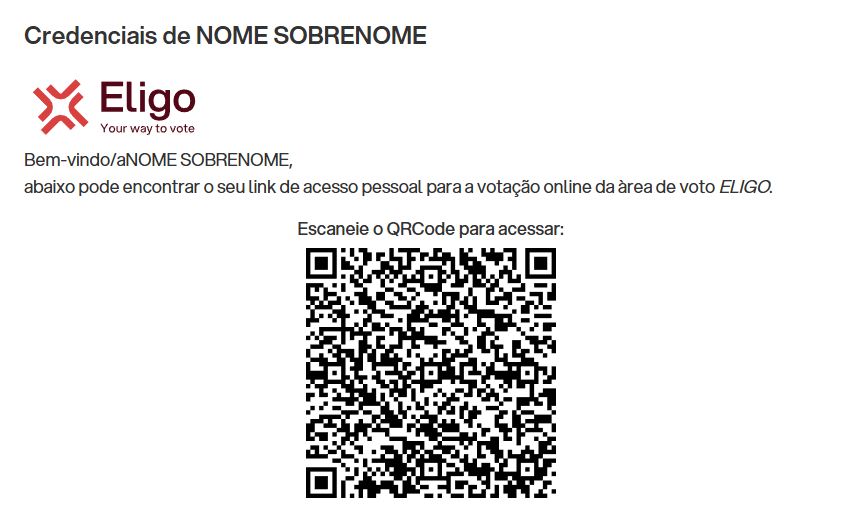 Credenciais de NOME SOBRENOME
Eligo
Your way to vote
Bem-vindo/aNOME SOBRENOME,
abaixo pode encontrar o seu link de acesso pessoal para a votação online da àrea de voto ELIGO.
Escaneie o QRCode para acessar: